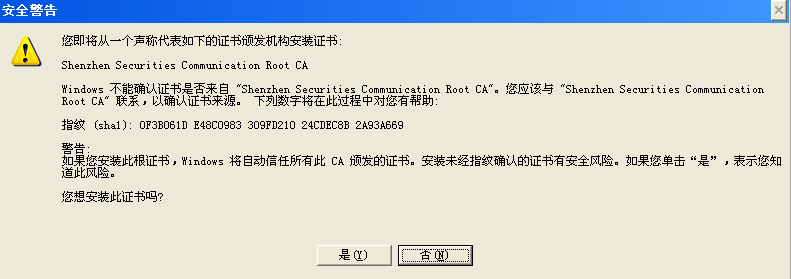 安全警告
您即将从一个声称代表如下的证书颁发机构安装证书:
Shenzhen Securities Communication Root CA
Windows 不能确认证书是否来自 "Shenzhen Securities Communication Root CA"。您应该与 "Shenzhen Securities Communication
Root CA" 联系，以确认证书来源。 下列数字将在此过程中对您有帮助:
指纹 (sha1): 0F3B061D E48C0983 309FD210 24CDEC8B 2A93A669
警告:
如果您安装此根证书，Windows 将自动信任所有此 CA 颁发的证书。安装未经指纹确认的证书有安全风险。如果您单击“是”，表示您知
道此风险。
您想安装此证书吗?
是(Y) 否(N)